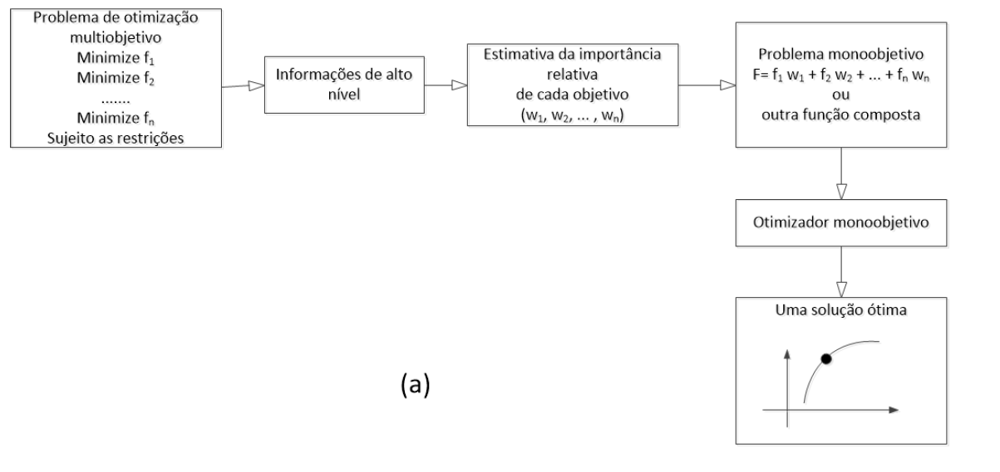 Problema de otimização
multiobjetivo
Minimize f₁
Minimize f₂
.......
Minimize fₙ
Sujeito as restrições
Informações de alto
nível
Estimativa da importância
relativa
de cada objetivo
(w₁, w₂, ... , wₙ)
Problema monoobjetivo
F= f₁ w₁ + f₂ w₂ + ... + fₙ wₙ
ou
outra função composta
Otimizador monoobjetivo
Uma solução ótima
(a)